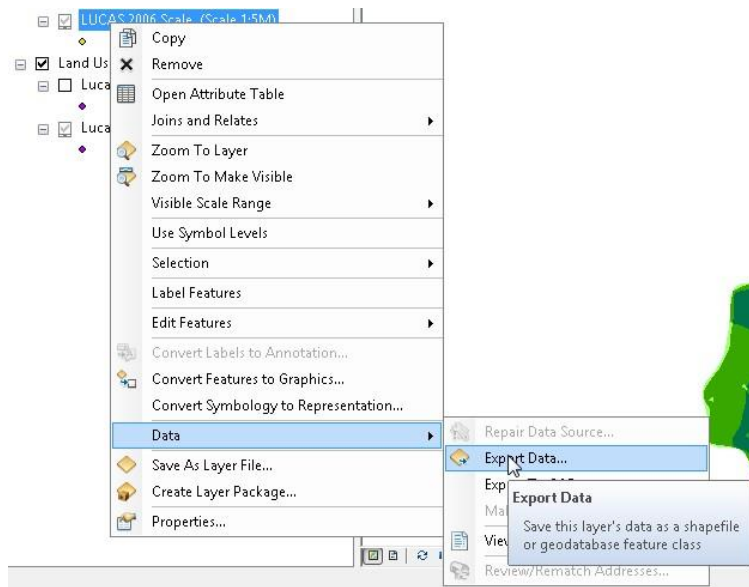 LUCAS 2006 Scale (Scale 1:5M)
Copy
Land Us
Remove
Luca
Open Attribute Table
Joins and Relates
Luca
Zoom To Layer
Zoom To Make Visible
Visible Scale Range
Use Symbol Levels
Selection
Label Features
Edit Features
Convert Labels to Annotation...
Convert Features to Graphics...
Convert Symbology to Representation...
Data
Repair Data Source...
Save As Layer File...
Export Data...
Create Layer Package...
Exp
Export Data
Properties...
Mal
Save this layer's data as a shapefile
View
or geodatabase feature class
Review/Rematch Addresses...